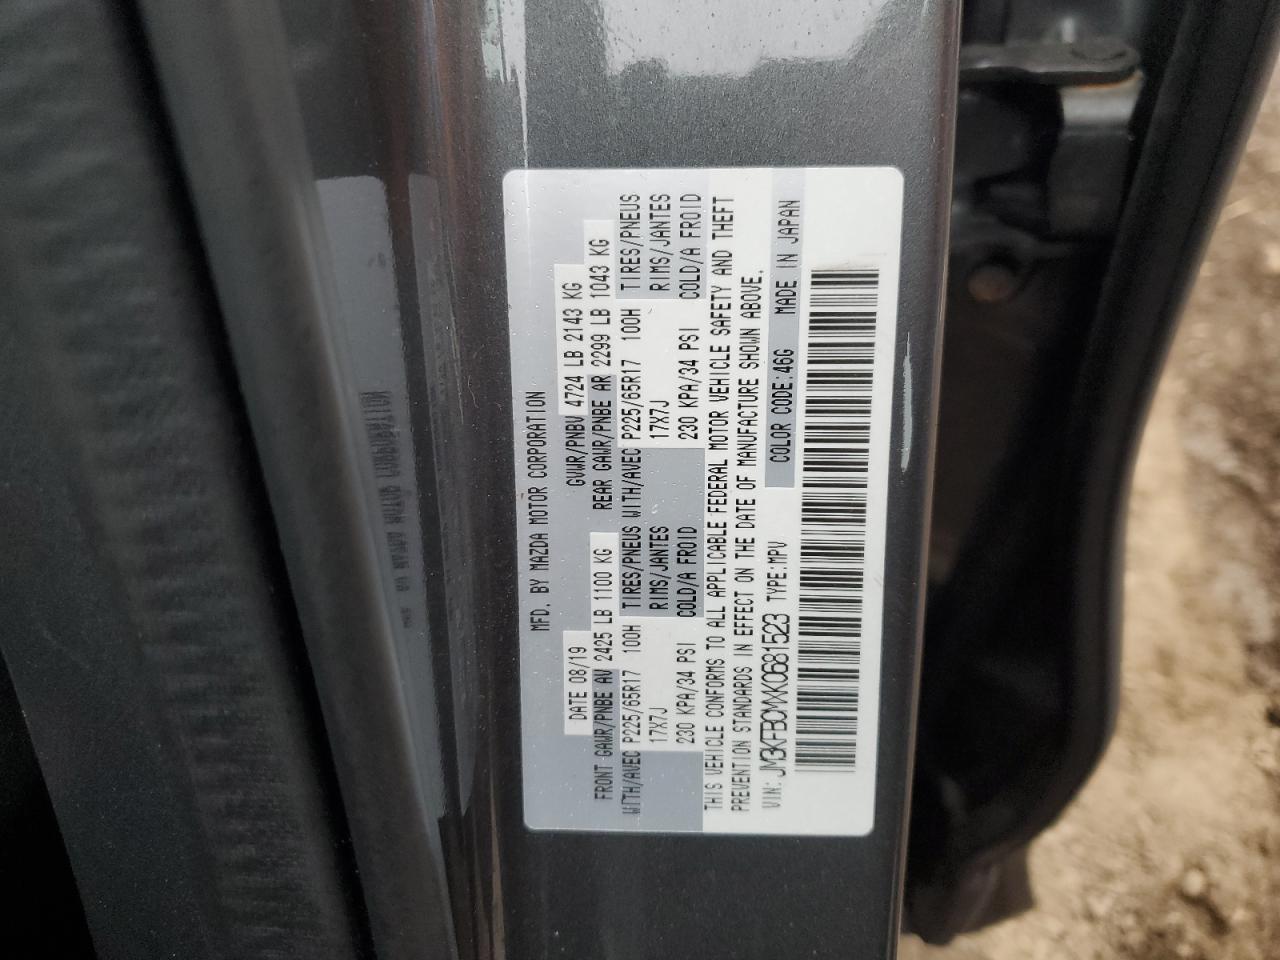 MFD. BY MAZDA MOTOR CORPORATION
DATE 08/19 GVWR/PNBV 4724 LB 2143 KG
FRONT GAWR/PNBE AV 2425 LB 1100 KG REAR GAWR/PNBE AR 2299 LB 1043 KG
WITH/AVEC P225/65R17 100H TIRES/PNEUS WITH/AVEC P225/65R17 100H TIRES/PNEUS
17X7J RIMS/JANTES 17X7J RIMS/JANTES
230 KPA/34 PSI COLD/A FROID 230 KPA/34 PSI COLD/A FROID
THIS VEHICLE CONFORMS TO ALL APPLICABLE FEDERAL MOTOR VEHICLE SAFETY AND THEFT
PREVENTION STANDARDS IN EFFECT ON THE DATE OF MANUFACTURE SHOWN ABOVE.
VIN: JM3KFBCMXK0681523 TYPE:MPV COLOR CODE:46G MADE IN JAPAN